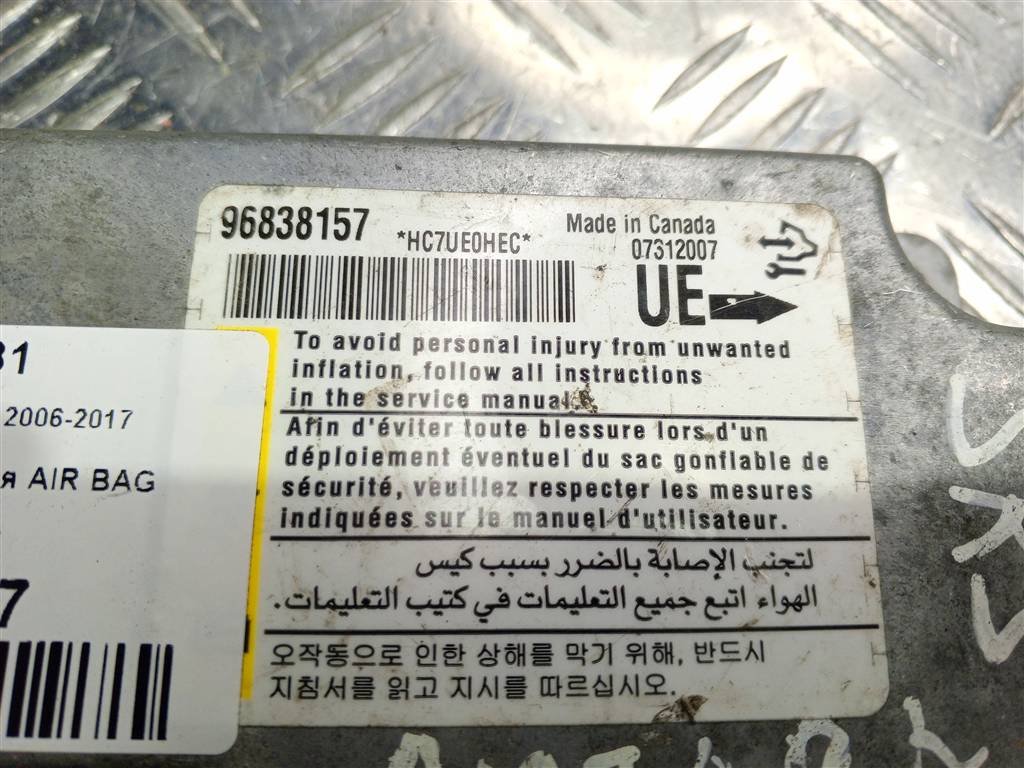 96838157
*HC7UE0HEC*
Made in Canada
07312007
UE
To avoid personal injury from unwanted
inflation, follow all instructions
in the service manual.
Afin d'éviter toute blessure lors d'un
déploiement éventuel du sac gonflable de
sécurité, veuillez respecter les mesures
indiquées sur le manuel d'utilisateur.
لتجنب الإصابة بالضرر بسبب كيس
الهواء اتبع جميع التعليمات في كتيب التعليمات.
오작동으로 인한 상해를 막기 위해, 반드시
지침서를 읽고 지시를 따르십시오.
31
2006-2017
я AIR BAG
7